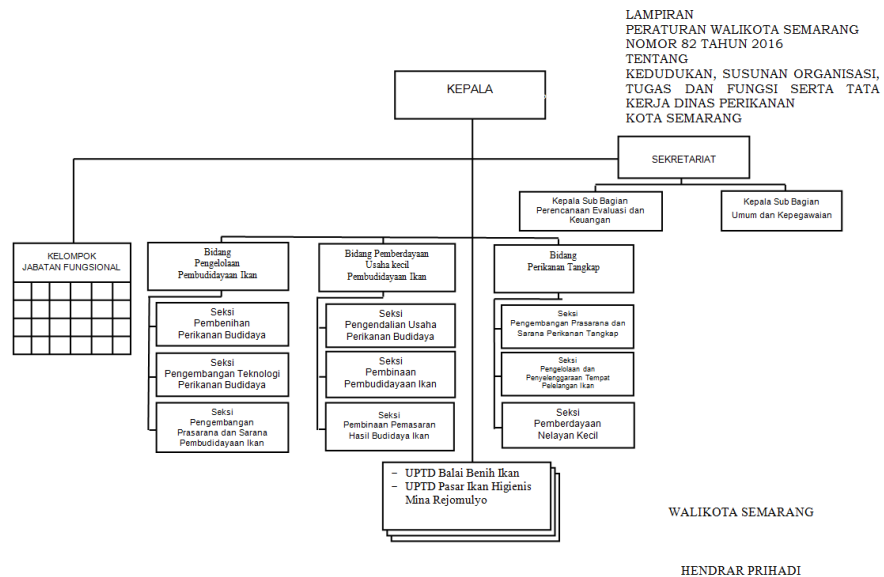 LAMPIRAN
PERATURAN WALIKOTA SEMARANG
NOMOR 82 TAHUN 2016
TENTANG
KEDUDUKAN, SUSUNAN ORGANISASI,
TUGAS DAN FUNGSI SERTA TATA
KERJA DINAS PERIKANAN
KOTA SEMARANG
KEPALA
SEKRETARIAT
Kepala Sub Bagian
Perencanaan Evaluasi dan
Keuangan
Kepala Sub Bagian
Umum dan Kepegawaian
KELOMPOK
JABATAN FUNGSIONAL
Bidang
Pengelolaan
Pembudidayaan Ikan
Seksi
Pembenihan
Perikanan Budidaya
Seksi
Pengembangan Teknologi
Perikanan Budidaya
Seksi
Pengembangan
Prasarana dan Sarana
Pembudidayaan Ikan
Bidang Pemberdayaan
Usaha kecil
Pembudidayaan Ikan
Seksi
Pengendalian Usaha
Perikanan Budidaya
Seksi
Pembinaan
Pembudidayaan Ikan
Seksi
Pembinaan Pemasaran
Hasil Budidaya Ikan
Bidang
Perikanan Tangkap
Seksi
Pengembangan Prasarana dan
Sarana Perikanan Tangkap
Seksi
Pengelolaan dan
Penyelenggaraan Tempat
Pelelangan Ikan
Seksi
Pemberdayaan
Nelayan Kecil
– UPTD Balai Benih Ikan
– UPTD Pasar Ikan Higienis
Mina Rejomulyo
WALIKOTA SEMARANG
HENDRAR PRIHADI